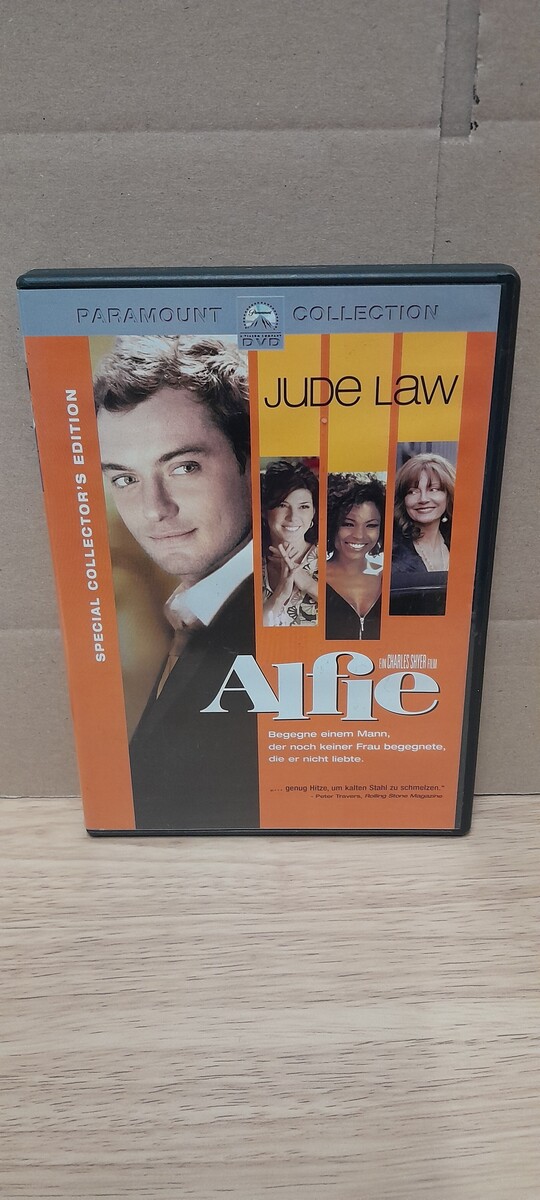 PARAMOUNT COLLECTION
DVD
SPECIAL COLLECTOR'S EDITION
JUDE LAW
EIN CHARLES SHYER FILM
Alfie
Begegne einem Mann,
der noch keiner Frau begegnete,
die er nicht liebte.
„... genug Hitze, um kalten Stahl zu schmelzen."
- Peter Travers, Rolling Stone Magazine